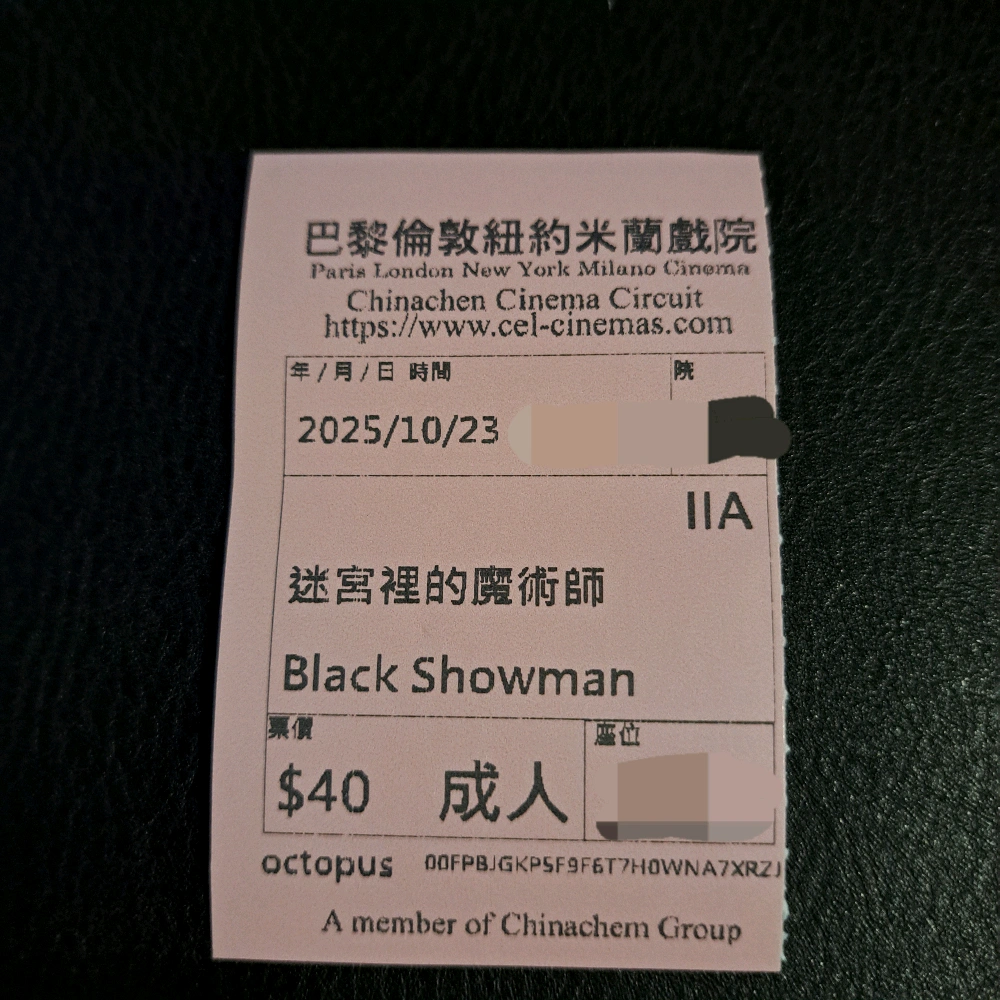 巴黎倫敦紐約米蘭戲院
Paris London New York Milano Cinema
Chinachen Cinema Circuit
https://www.cel-cinemas.com
年/月/日 時間 院
2025/10/23
IIA
迷宮裡的魔術師
Black Showman
票價 座位
$40 成人
octopus 00FPBJGKPSF9F6T7H0WNA7XRZJ
A member of Chinachem Group